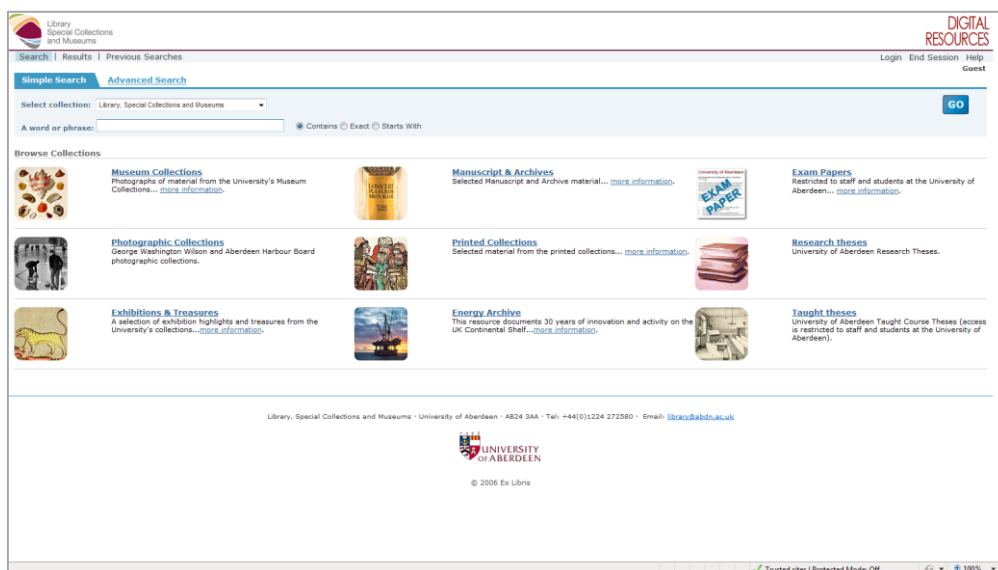 Library
Special Collections
and Museums
DIGITAL
RESOURCES
Search | Results | Previous Searches
Login End Session Help
Guest
Simple Search Advanced Search
Select collection: Library, Special Collections and Museums
GO
A word or phrase: Contains Exact Starts With
Browse Collections
Museum Collections
Photographs of material from the University's Museum
Collections... more information.
Manuscript & Archives
Selected Manuscript and Archive material... more information.
University of Aberdeen
EXAM
PAPER
Exam Papers
Restricted to staff and students at the University of
Aberdeen... more information.
Photographic Collections
George Washington Wilson and Aberdeen Harbour Board
photographic collections.
Printed Collections
Selected material from the printed collections... more information.
Research theses
University of Aberdeen Research Theses.
Exhibitions & Treasures
A selection of exhibition highlights and treasures from the
University's collections...more information.
Energy Archive
This resource documents 30 years of innovation and activity on the
UK Continental Shelf...more information.
Taught theses
University of Aberdeen Taught Course Theses (access
is restricted to staff and students at the University of
Aberdeen).
Library, Special Collections and Museums · University of Aberdeen · AB24 3AA · Tel: +44(0)1224 272580 · Email: library@abdn.ac.uk
UNIVERSITY
OF ABERDEEN
© 2006 Ex Libris
Trusted sites | Protected Mode: Off
100%